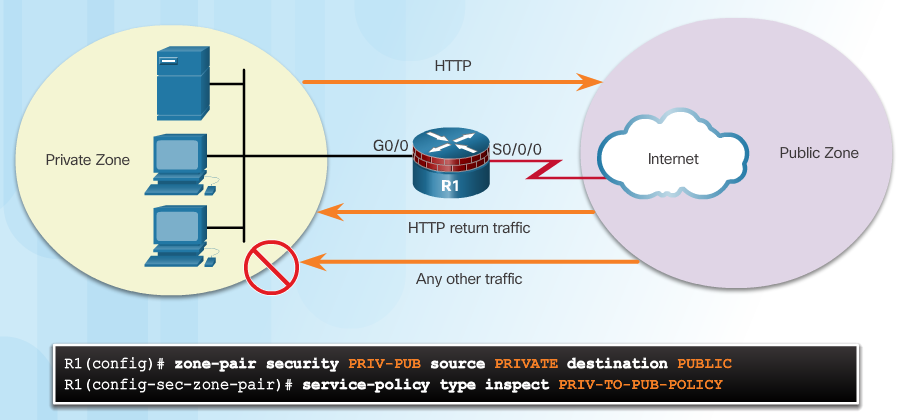 HTTP
Private Zone
G0/0
R1
S0/0/0
Internet
Public Zone
HTTP return traffic
Any other traffic
R1(config)# zone-pair security PRIV-PUB source PRIVATE destination PUBLIC
R1(config-sec-zone-pair)# service-policy type inspect PRIV-TO-PUB-POLICY